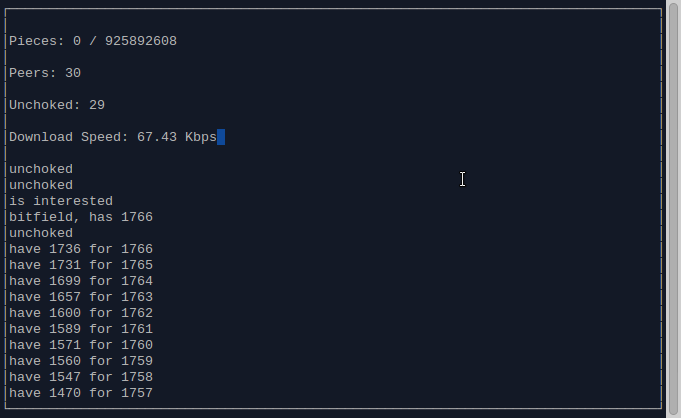 Pieces: 0 / 925892608
Peers: 30
Unchoked: 29
Download Speed: 67.43 Kbps
unchoked
unchoked
is interested
bitfield, has 1766
unchoked
have 1736 for 1766
have 1731 for 1765
have 1699 for 1764
have 1657 for 1763
have 1600 for 1762
have 1589 for 1761
have 1571 for 1760
have 1560 for 1759
have 1547 for 1758
have 1470 for 1757